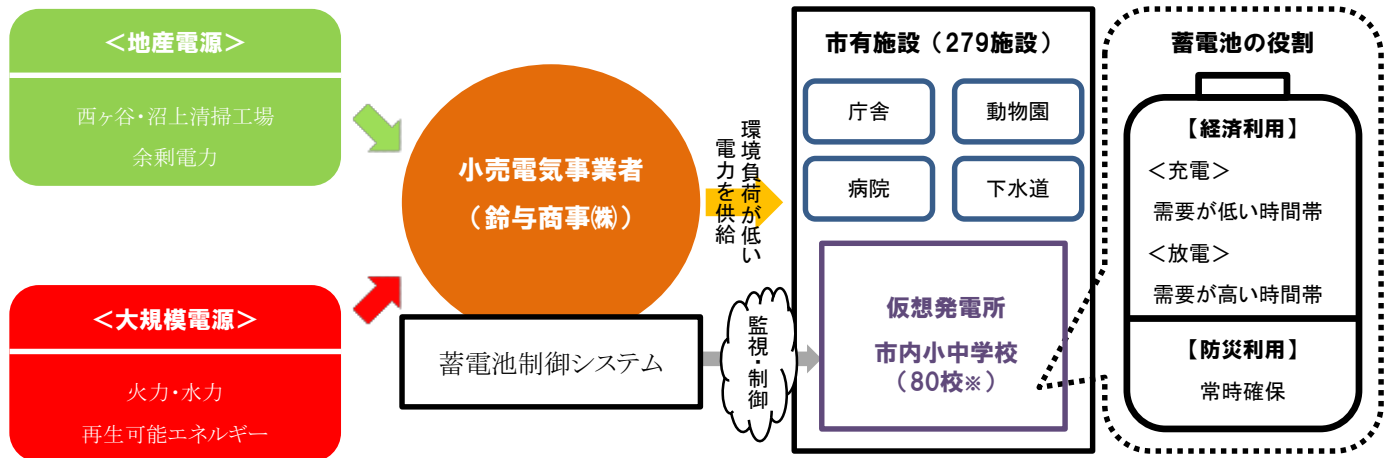 ＜地産電源＞
西ヶ谷・沼上清掃工場
余剰電力
＜大規模電源＞
火力・水力
再生可能エネルギー
小売電気事業者
（鈴与商事㈱）
蓄電池制御システム
環境負荷が低い
電力を供給
監視・制御
市有施設（279施設）
庁舎
動物園
病院
下水道
仮想発電所
市内小中学校
（80校※）
蓄電池の役割
【経済利用】
＜充電＞
需要が低い時間帯
＜放電＞
需要が高い時間帯
【防災利用】
常時確保